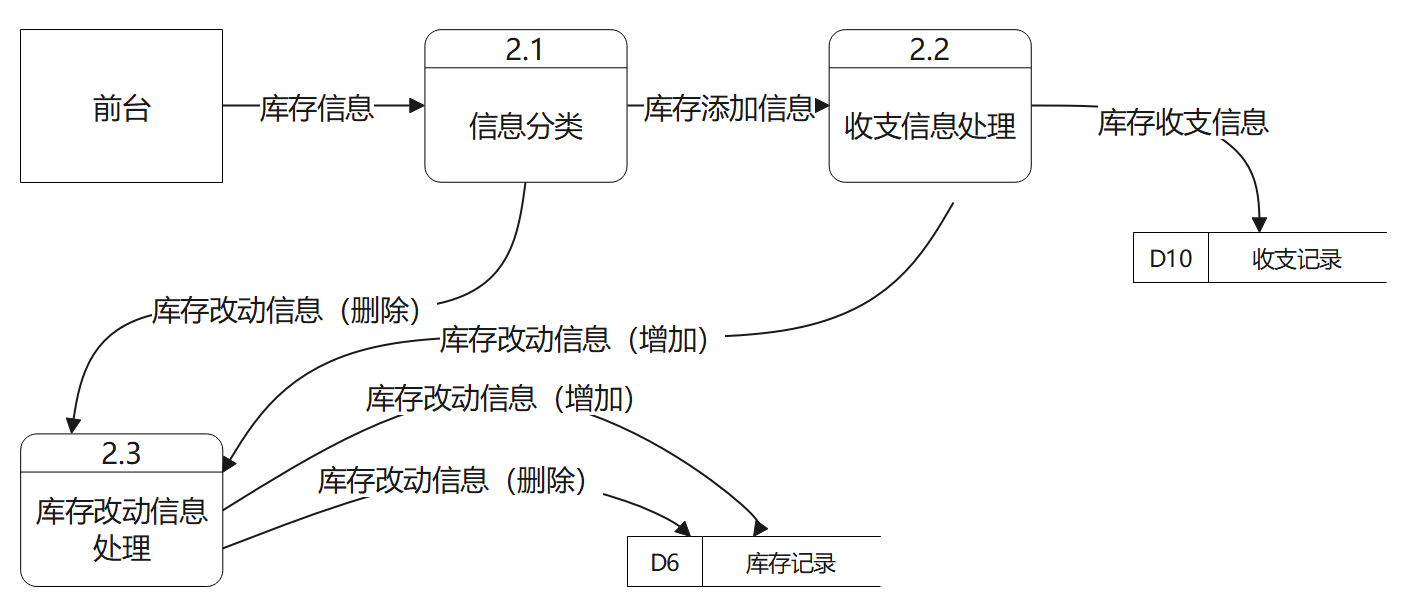 2.1
2.2
前台
库存信息
信息分类
库存添加信息
收支信息处理
库存收支信息
D10
收支记录
库存改动信息（删除）
库存改动信息（增加）
库存改动信息（增加）
2.3
库存改动信息（删除）
库存改动信息
处理
D6
库存记录